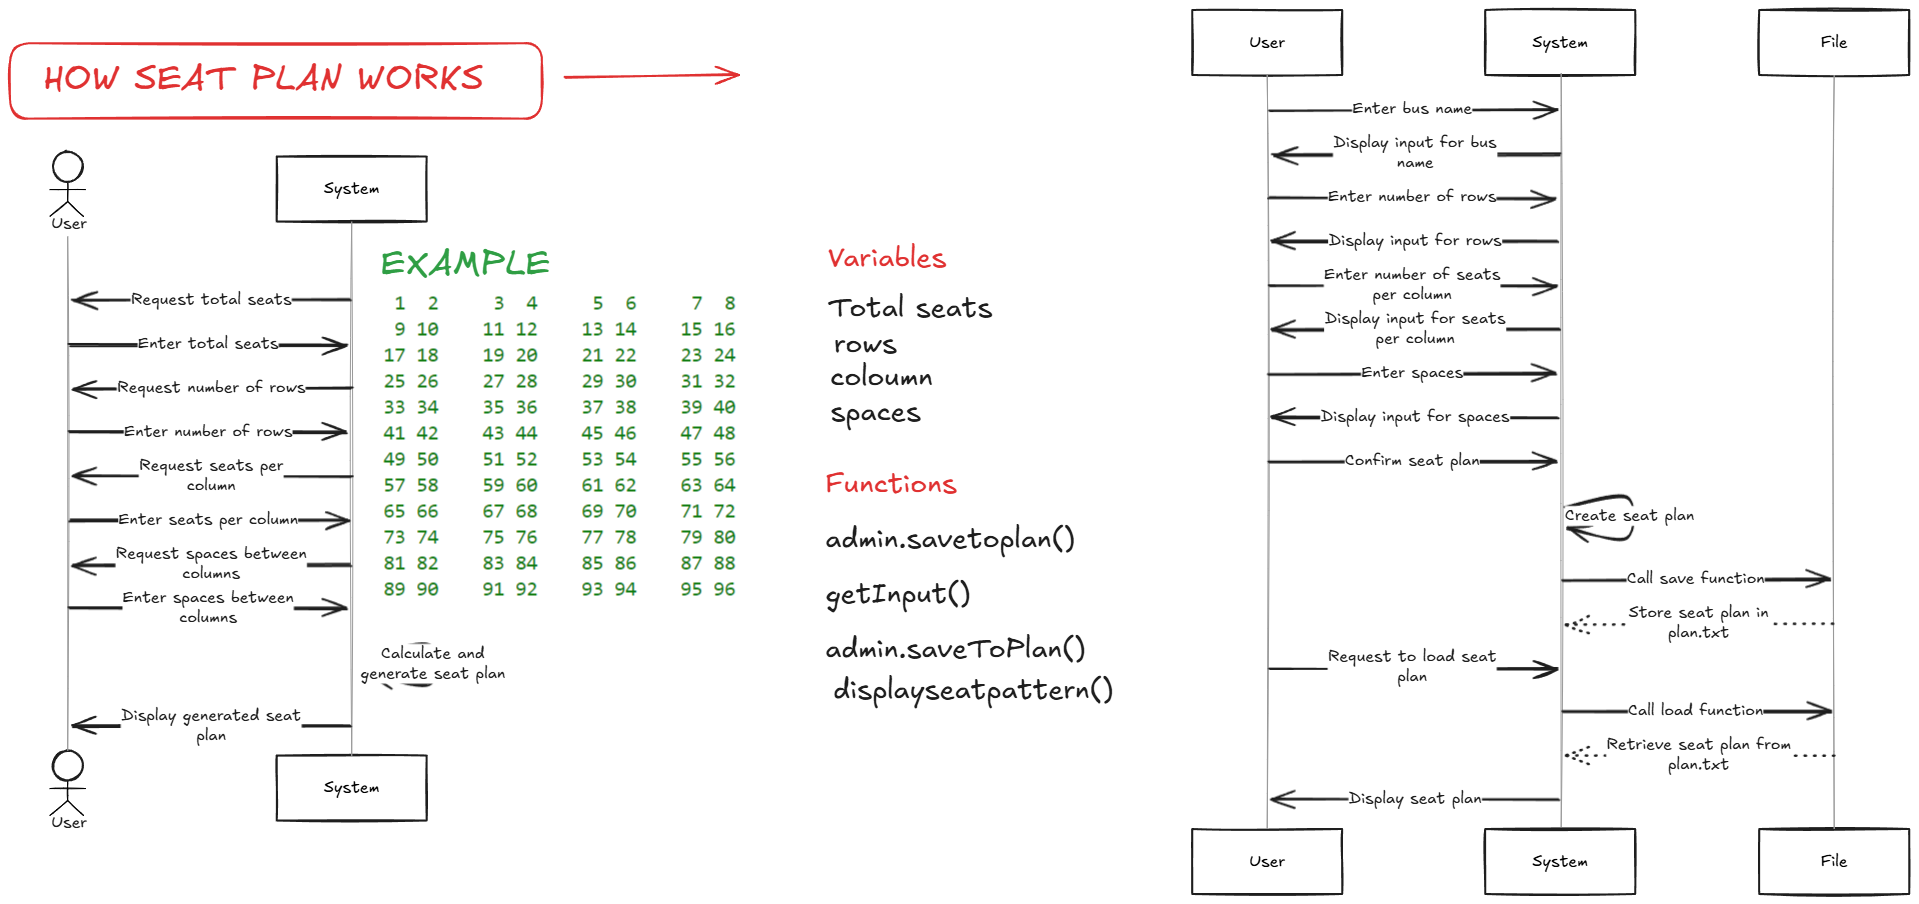 HOW SEAT PLAN WORKS
User
System
Request total seats
Enter total seats
Request number of rows
Enter number of rows
Request seats per
column
Enter seats per column
Request spaces between
columns
Enter spaces between
columns
Calculate and
generate seat plan
Display generated seat
plan
User
System
EXAMPLE
1 2 3 4 5 6 7 8
9 10 11 12 13 14 15 16
17 18 19 20 21 22 23 24
25 26 27 28 29 30 31 32
33 34 35 36 37 38 39 40
41 42 43 44 45 46 47 48
49 50 51 52 53 54 55 56
57 58 59 60 61 62 63 64
65 66 67 68 69 70 71 72
73 74 75 76 77 78 79 80
81 82 83 84 85 86 87 88
89 90 91 92 93 94 95 96
Variables
Total seats
rows
coloumn
spaces
Functions
admin.savetoplan()
getInput()
admin.saveToPlan()
displayseatpattern()
User
System
File
Enter bus name
Display input for bus
name
Enter number of rows
Display input for rows
Enter number of seats
per column
Display input for seats
per column
Enter spaces
Display input for spaces
Confirm seat plan
Create seat plan
Call save function
Store seat plan in
plan.txt
Request to load seat
plan
Call load function
Retrieve seat plan from
plan.txt
Display seat plan
User
System
File